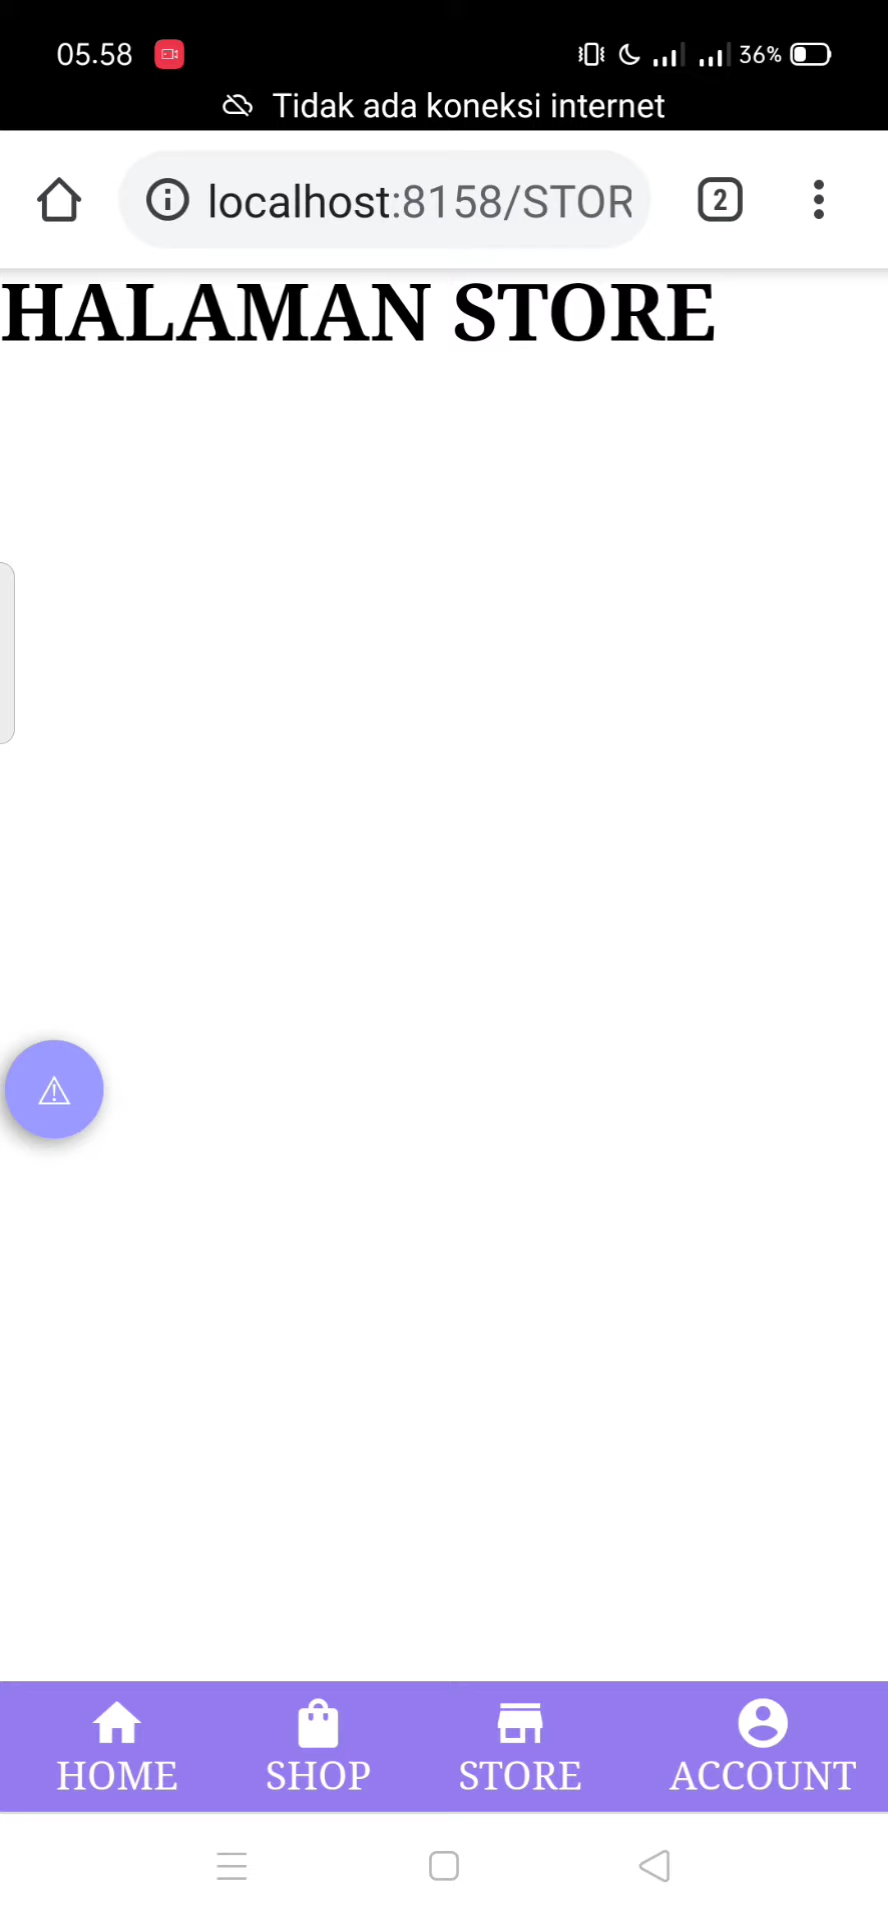 05.58
36%
Tidak ada koneksi internet
localhost:8158/STOR
2
HALAMAN STORE
HOME SHOP STORE ACCOUNT